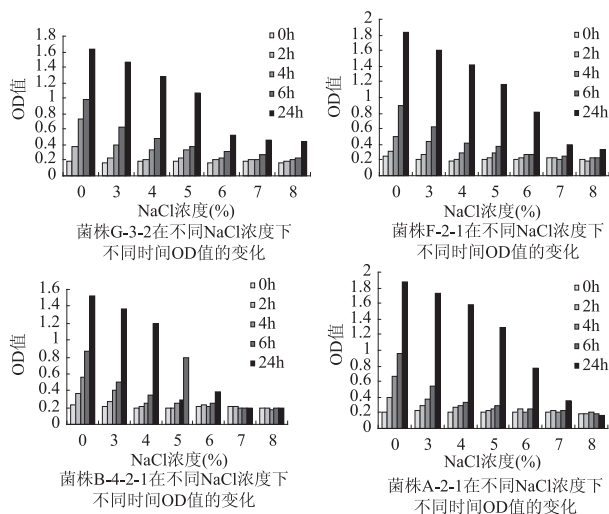 OD值
1.8
1.6
1.4
1.2
1
0.8
0.6
0.4
0.2
0
0h
2h
4h
6h
24h
0 3 4 5 6 7 8
NaCl浓度(%)
菌株G-3-2在不同NaCl浓度下
不同时间OD值的变化
OD值
2
1.8
1.6
1.4
1.2
1
0.8
0.6
0.4
0.2
0
0h
2h
4h
6h
24h
0 3 4 5 6 7 8
NaCl浓度(%)
菌株F-2-1在不同NaCl浓度下
不同时间OD值的变化
OD值
1.6
1.4
1.2
1
0.8
0.6
0.4
0.2
0
0h
2h
4h
6h
24h
0 3 4 5 6 7 8
NaCl浓度(%)
菌株B-4-2-1在不同NaCl浓度下
不同时间OD值的变化
OD值
2
1.8
1.6
1.4
1.2
1
0.8
0.6
0.4
0.2
0
0h
2h
4h
6h
24h
0 3 4 5 6 7 8
NaCl浓度(%)
菌株A-2-1在不同NaCl浓度下
不同时间OD值的变化